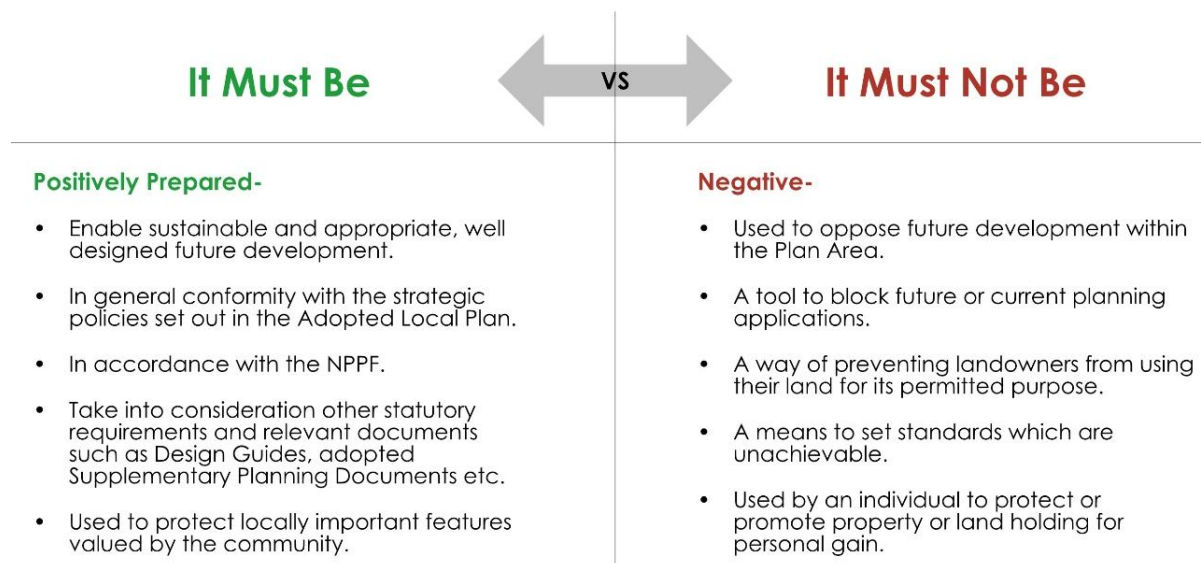 It Must Be
VS
It Must Not Be
Positively Prepared-
• Enable sustainable and appropriate, well
designed future development.
• In general conformity with the strategic
policies set out in the Adopted Local Plan.
• In accordance with the NPPF.
• Take into consideration other statutory
requirements and relevant documents
such as Design Guides, adopted
Supplementary Planning Documents etc.
• Used to protect locally important features
valued by the community.
Negative-
• Used to oppose future development within
the Plan Area.
• A tool to block future or current planning
applications.
• A way of preventing landowners from using
their land for its permitted purpose.
• A means to set standards which are
unachievable.
• Used by an individual to protect or
promote property or land holding for
personal gain.